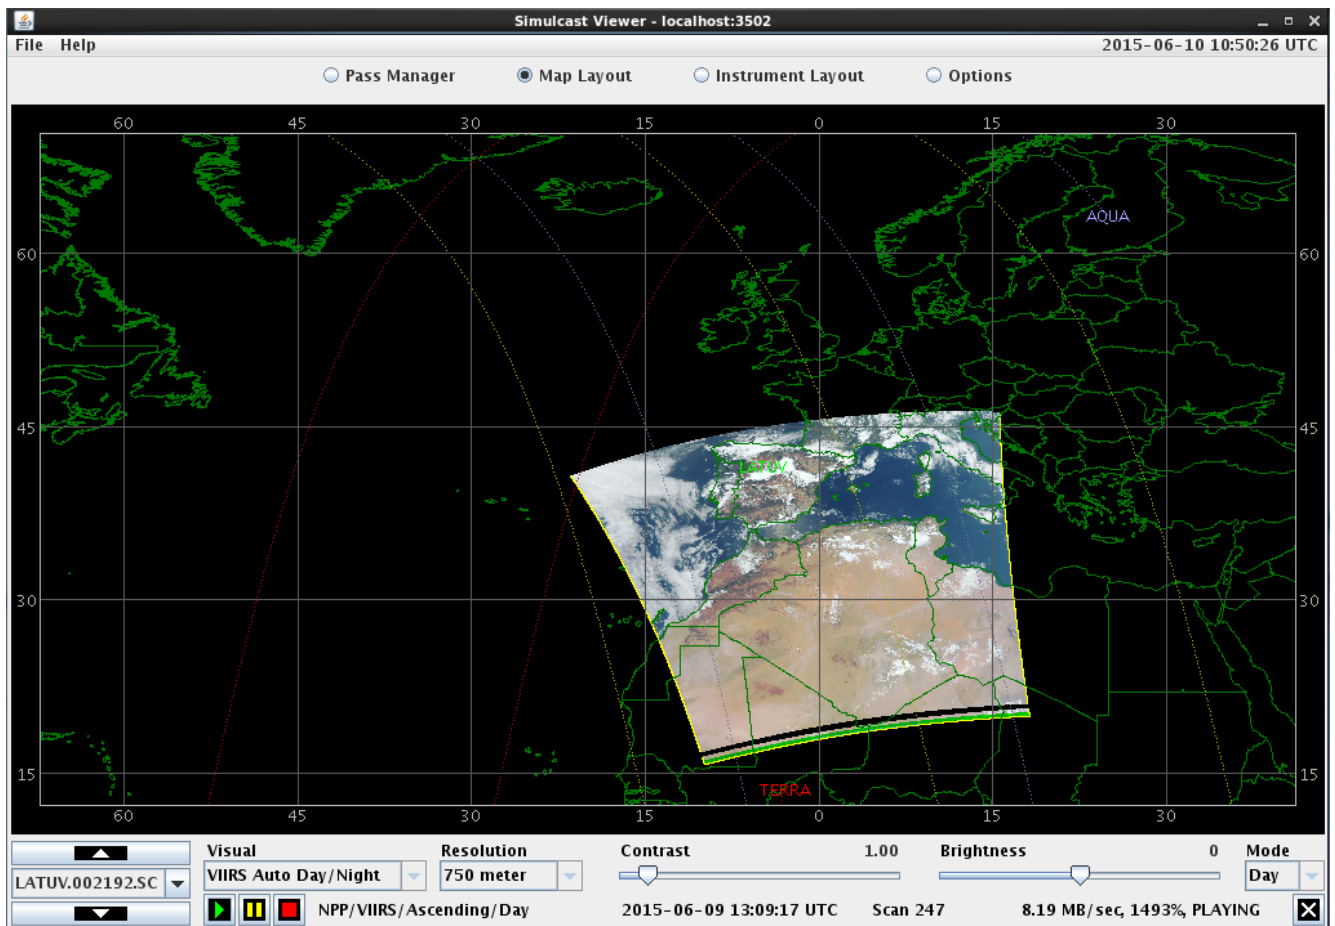 Simulcast Viewer - localhost:3502
File Help 2015-06-10 10:50:26 UTC
Pass Manager Map Layout Instrument Layout Options
60 45 30 15 0 15 30
AQUA
60 60
45 45
LATUV
30 30
15 15
TERRA
60 45 30 15 0 15 30
Visual Resolution Contrast 1.00 Brightness 0 Mode
LATUV.002192.SC VIIRS Auto Day/Night 750 meter Day
NPP/VIIRS/Ascending/Day 2015-06-09 13:09:17 UTC Scan 247 8.19 MB/sec, 1493%, PLAYING